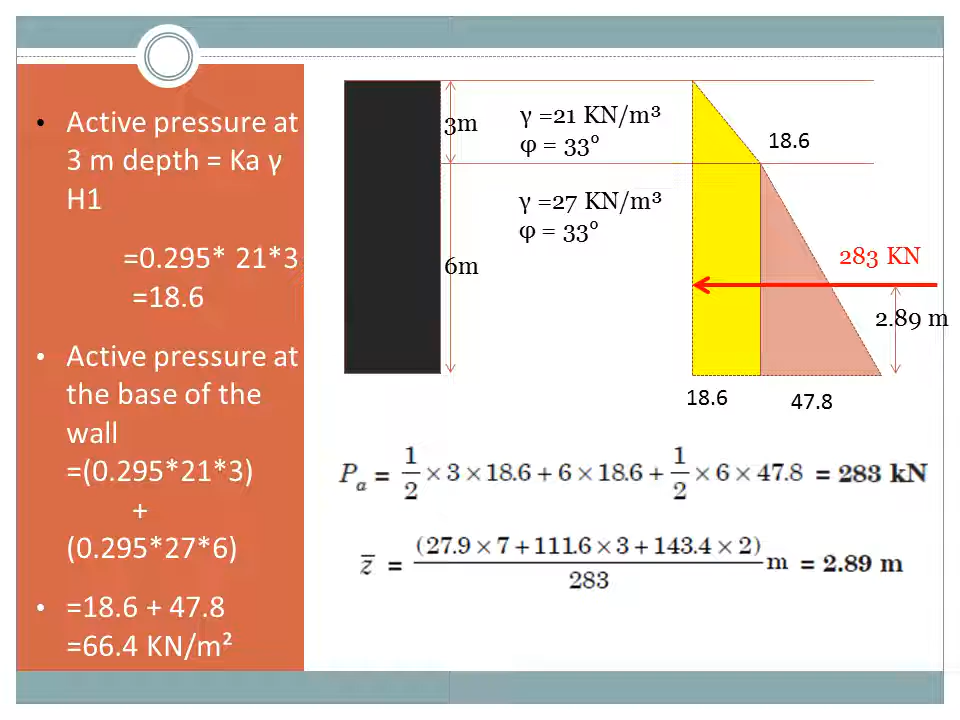 • Active pressure at
3 m depth = Ka γ
H1
=0.295* 21*3
=18.6
• Active pressure at
the base of the
wall
=(0.295*21*3)
+
(0.295*27*6)
• =18.6 + 47.8
=66.4 KN/m²
3m
γ =21 KN/m³
φ = 33°
18.6
γ =27 KN/m³
φ = 33°
6m
283 KN
2.89 m
18.6
47.8
P_a = 1/2 × 3 × 18.6 + 6 × 18.6 + 1/2 × 6 × 47.8 = 283 kN
z̄ = (27.9 × 7 + 111.6 × 3 + 143.4 × 2)/283 m = 2.89 m